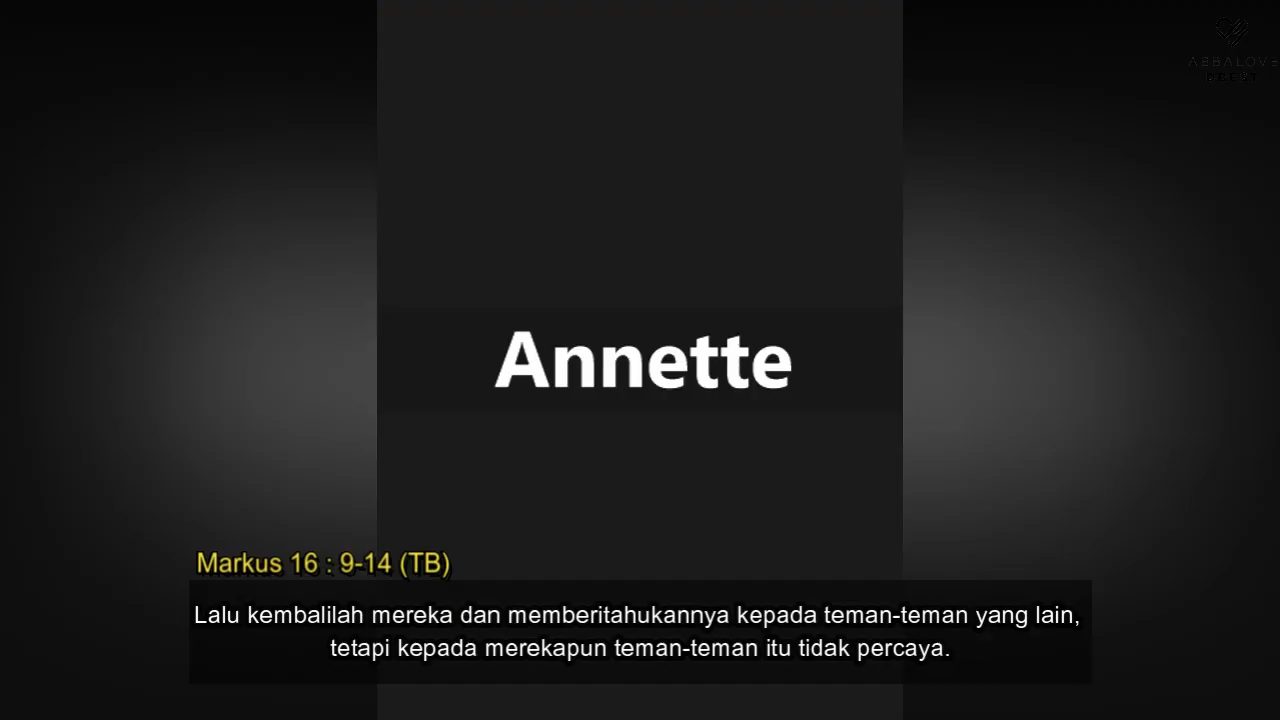 ABBALOVE
Annette
Markus 16 : 9-14 (TB)
Lalu kembalilah mereka dan memberitahukannya kepada teman-teman yang lain,
tetapi kepada merekapun teman-teman itu tidak percaya.